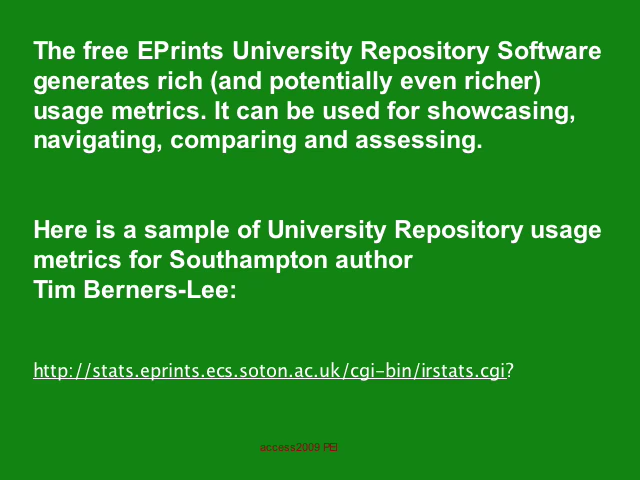 The free EPrints University Repository Software
generates rich (and potentially even richer)
usage metrics. It can be used for showcasing,
navigating, comparing and assessing.
Here is a sample of University Repository usage
metrics for Southampton author
Tim Berners-Lee:
http://stats.eprints.ecs.soton.ac.uk/cgi-bin/irstats.cgi?
access2009 PEI